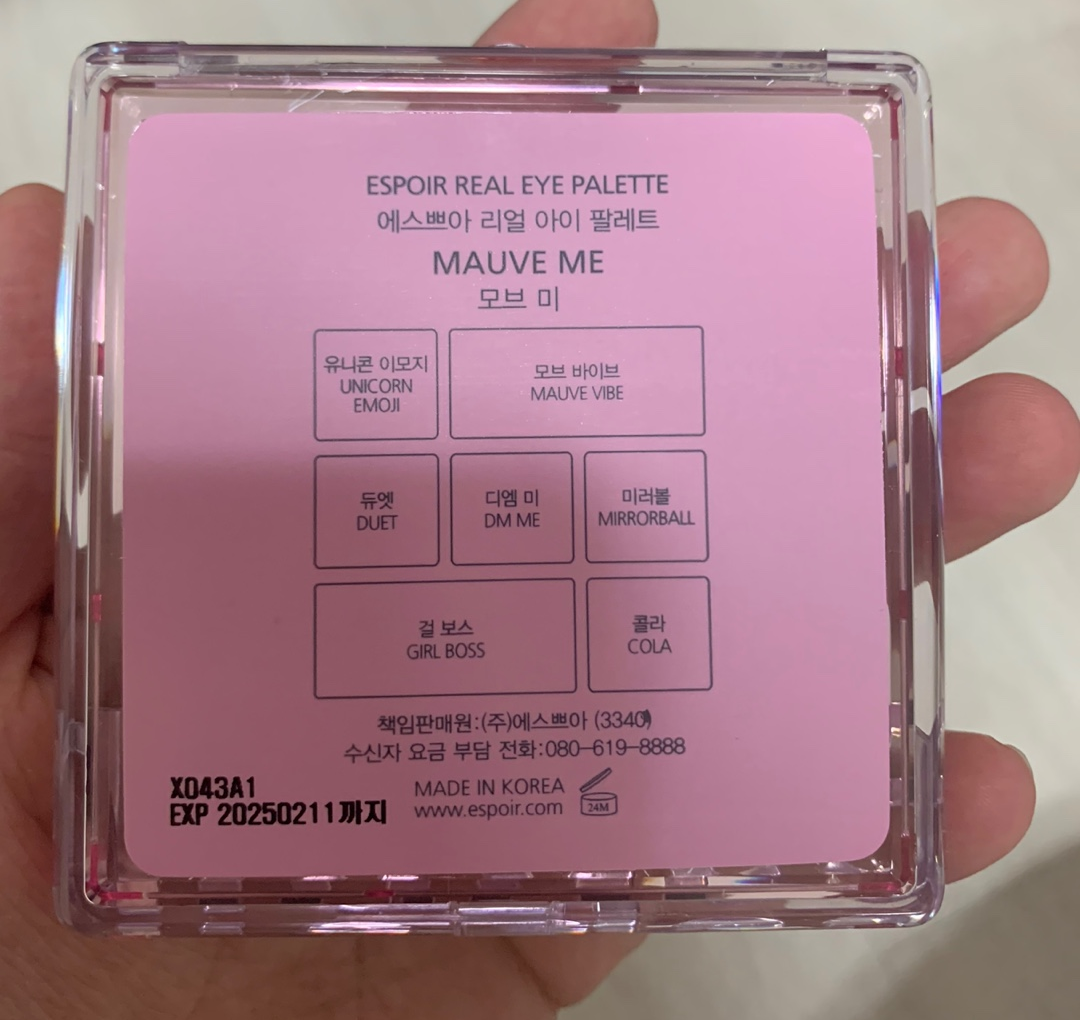 ESPOIR REAL EYE PALETTE
에스쁘아 리얼 아이 팔레트
MAUVE ME
모브 미
유니콘 이모지
UNICORN
EMOJI
모브 바이브
MAUVE VIBE
듀엣
DUET
디엠 미
DM ME
미러볼
MIRRORBALL
걸 보스
GIRL BOSS
콜라
COLA
책임판매원:(주)에스쁘아 (3340)
수신자 요금 부담 전화:080-619-8888
X043A1
EXP 20250211까지
MADE IN KOREA
www.espoir.com
24M